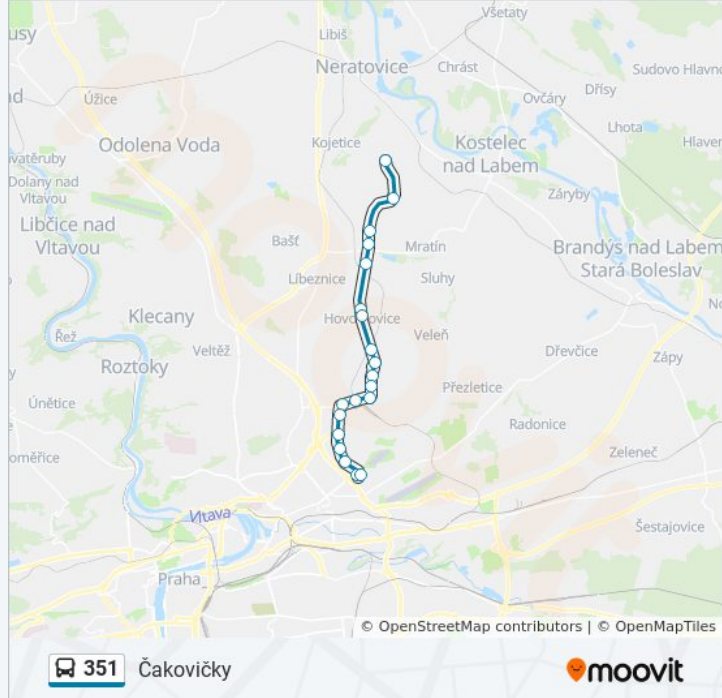 Všetaty
Libiš
usy
Neratovice
Chrást
Sudovo Hlavno
ad
Úžice
Ovčáry
Dřísy
Odolena Voda
Kojetice
Kostelec
nad Labem
Lhota
Hlaven
vatěruby
Dolany nad
Vltavou
Záryby
Libčice nad
Vltavou
Bašť
Mratín
Brandýs nad Labem
Stará Boleslav
Líbeznice
Sluhy
Klecany
Řež
Veltěž
Veleň
Dřevčice
Zápy
Roztoky
Únětice
Přezletice
Radonice
oměřice
Zeleneč
Vltava
Šestajovice
Praha
© OpenStreetMap contributors | © OpenMapTiles
351 Čakovičky
moovit